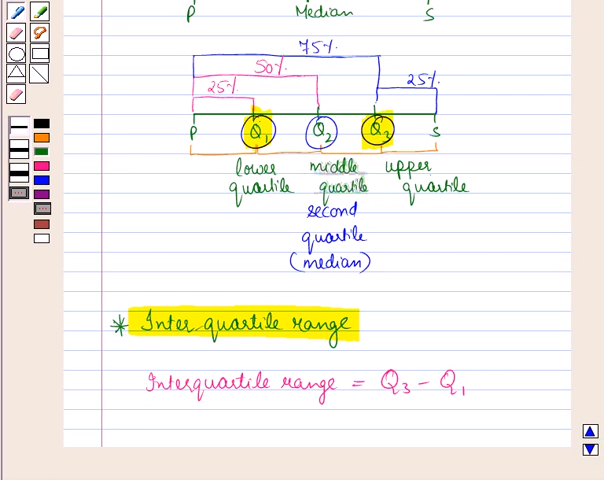 P Median S
75%.
50%.
25%. 25%.
P Q₁ Q₂ Q₃ S
lower middle upper
quartile quartile quartile
second
quartile
(median)
* Inter quartile range
Interquartile range = Q₃ - Q₁